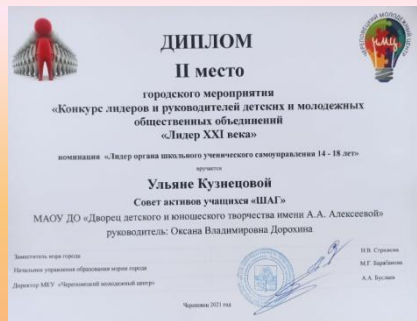 ДИПЛОМ
II место
городского мероприятия
«Конкурс лидеров и руководителей детских и молодежных
общественных объединений
«Лидер XXI века»
номинация «Лидер органа школьного ученического самоуправления 14 - 18 лет»
вручается
Ульяне Кузнецовой
Совет активов учащихся «ШАГ»
МАОУ ДО «Дворец детского и юношеского творчества имени А.А. Алексеевой»
руководитель: Оксана Владимировна Дорохина
Заместитель мэра города
Начальник управления образования мэрии города
М.Г. Барабанова
Директор МКУ «Череповецкий молодежный центр»
А.А. Буслаев
Череповец 2021 год